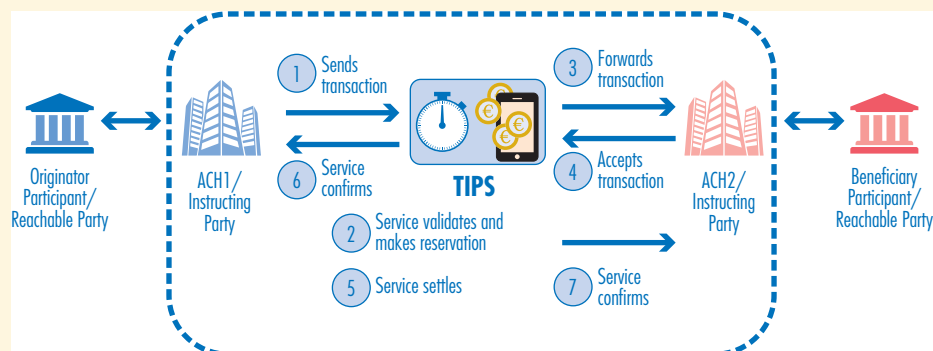 1 Sends
transaction
3 Forwards
transaction
6 Service
confirms
4 Accepts
transaction
TIPS
Originator
Participant/
Reachable Party
ACH1/
Instructing
Party
ACH2/
Instructing
Party
Beneficiary
Participant/
Reachable Party
2 Service validates and
makes reservation
5 Service settles
7 Service
confirms
€
€
€
€